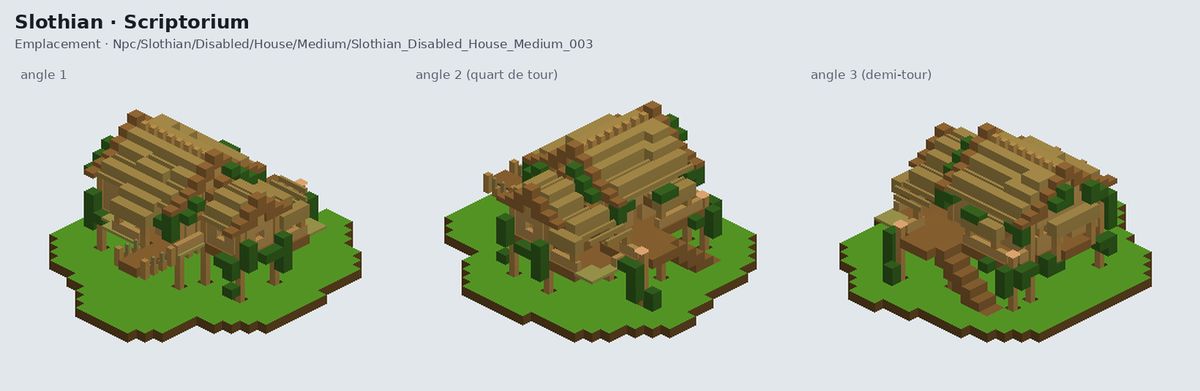 Slothian · Scriptorium
Emplacement · Npc/Slothian/Disabled/House/Medium/Slothian_Disabled_House_Medium_003
angle 1
angle 2 (quart de tour)
angle 3 (demi-tour)